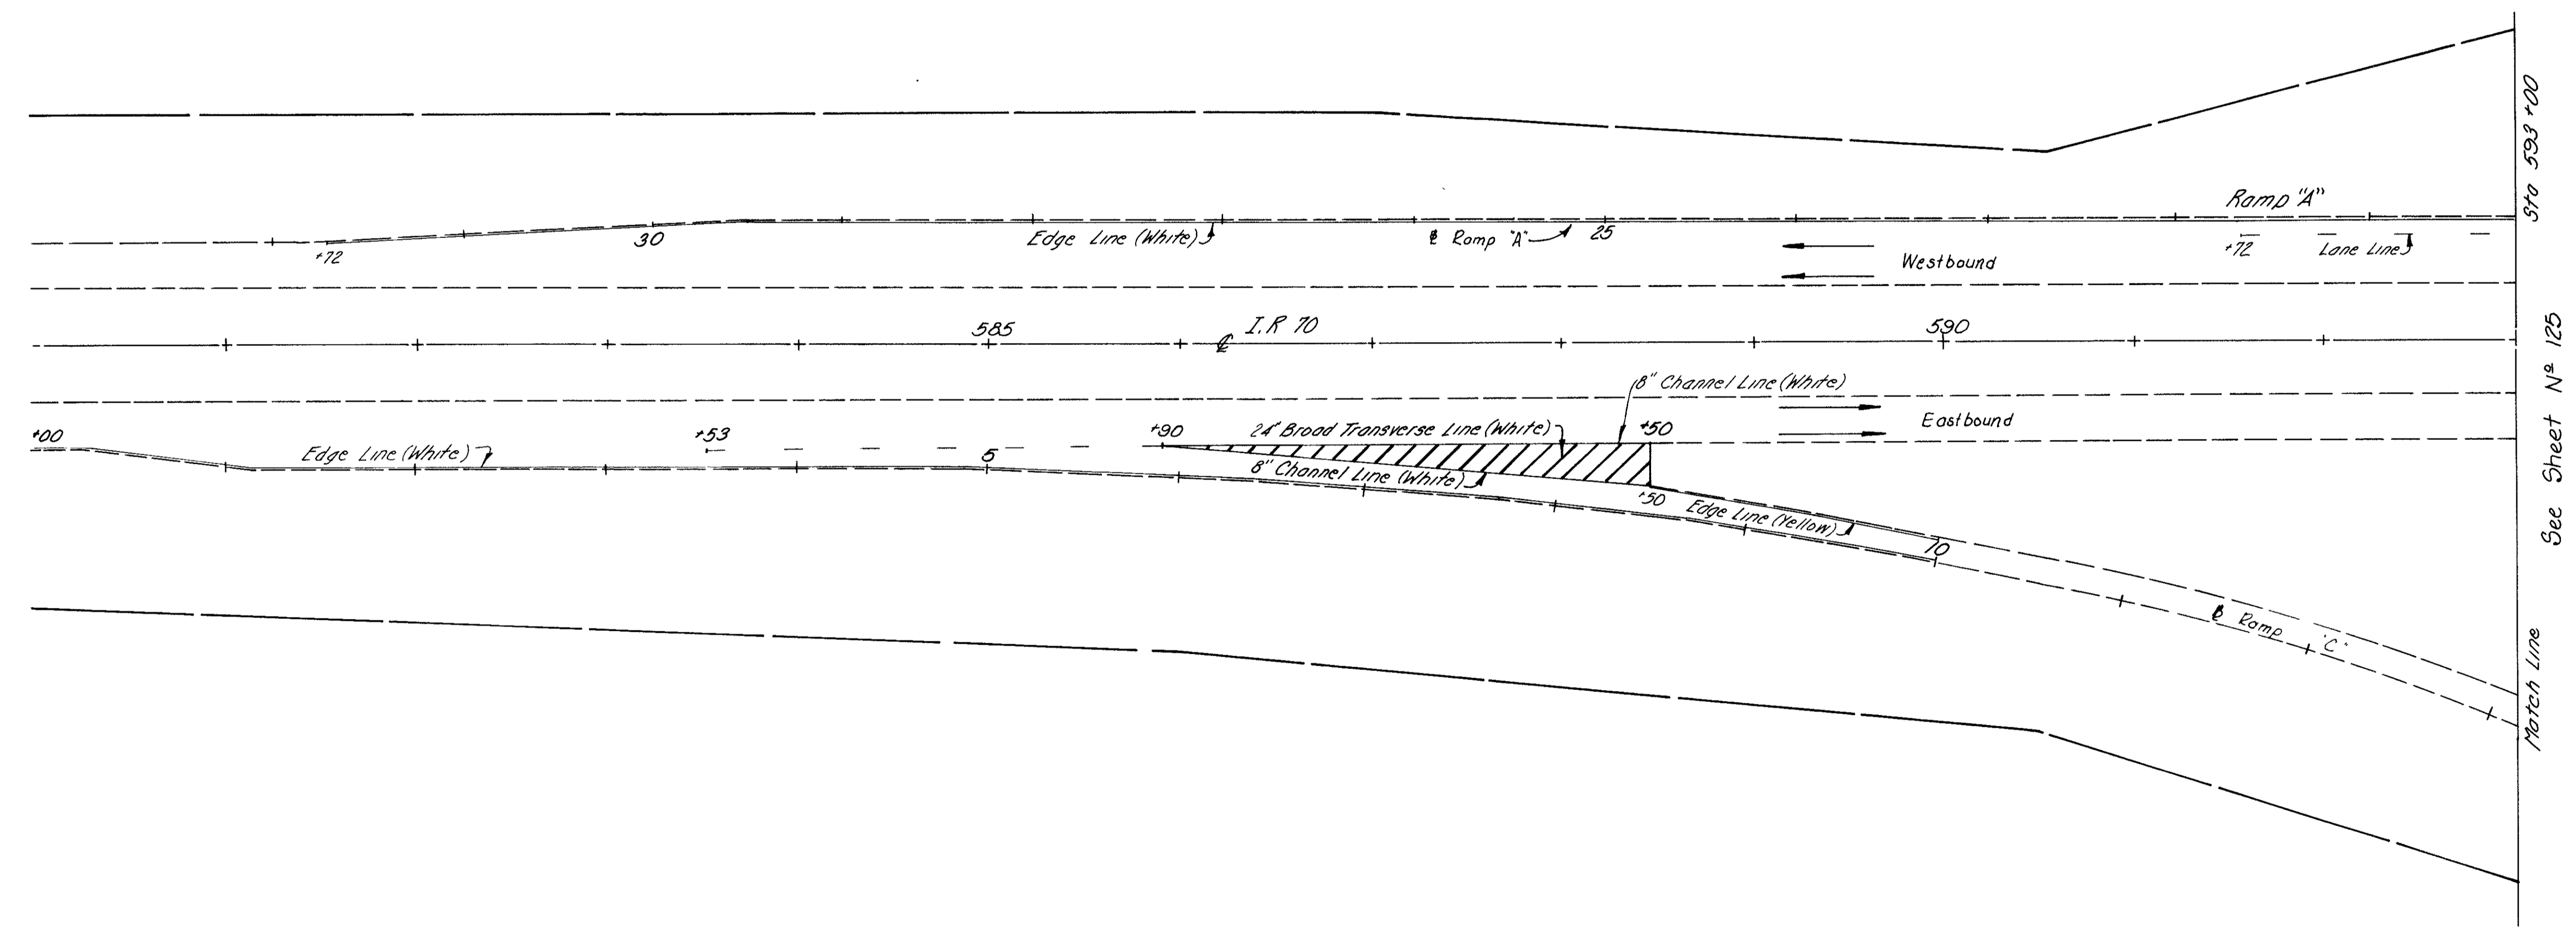 Sta 593 +00
Ramp "A"
30
Edge Line (White)
℄ Ramp "A"
25
+72
Westbound
+72
Lane Line
585
℄ I.R 70
590
8" Channel Line (White)
+00
Edge Line (White)
+53
+90
24" Broad Transverse Line (White)
+50
Eastbound
5
8" Channel Line (White)
+50
Edge Line (Yellow)
10
Ramp "C"
See Sheet Nº 125
Match Line